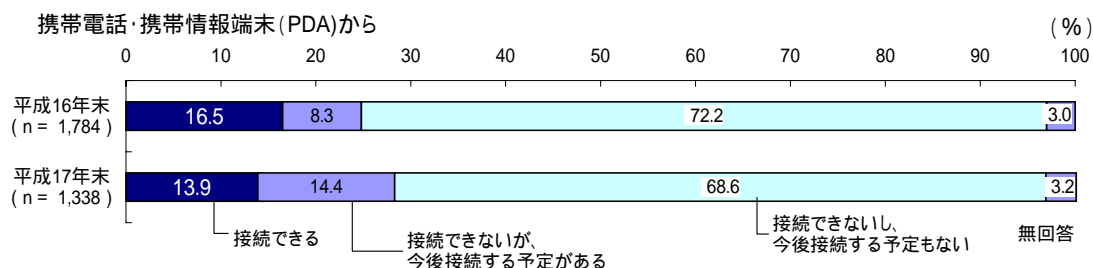 携帯電話・携帯情報端末(PDA)から
(%)
0 10 20 30 40 50 60 70 80 90 100
平成16年末
(n= 1,784)
16.5 8.3 72.2 3.0
平成17年末
(n= 1,338)
13.9 14.4 68.6 3.2
接続できる
接続できないが、
今後接続する予定がある
接続できないし、
今後接続する予定もない
無回答